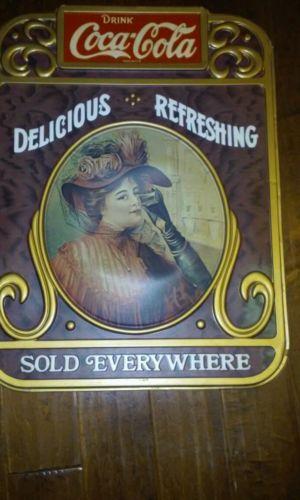 DRINK
Coca-Cola
DELICIOUS REFRESHING
SOLD EVERYWHERE